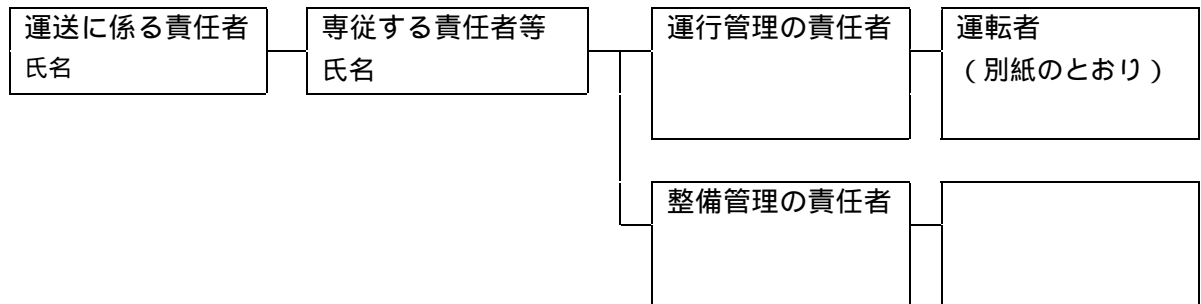 運送に係る責任者
氏名
専従する責任者等
氏名
運行管理の責任者
運転者
(別紙のとおり)
整備管理の責任者